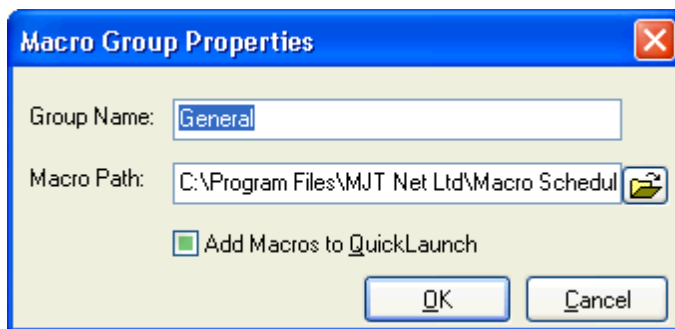 Macro Group Properties
Group Name: General
Macro Path: C:\Program Files\MJT Net Ltd\Macro Schedul
Add Macros to QuickLaunch
OK Cancel